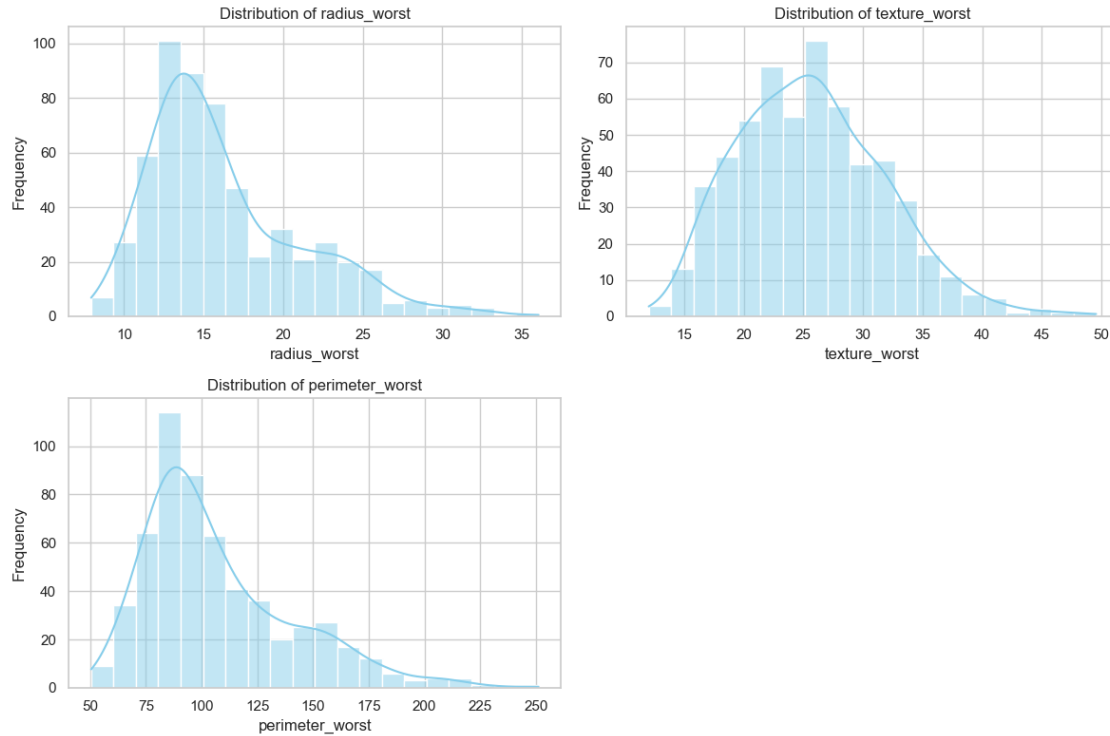 Distribution of radius_worst
100
80
60
40
20
0
Frequency
10 15 20 25 30 35
radius_worst
Distribution of texture_worst
70
60
50
40
30
20
10
0
Frequency
15 20 25 30 35 40 45 50
texture_worst
Distribution of perimeter_worst
100
80
60
40
20
0
Frequency
50 75 100 125 150 175 200 225 250
perimeter_worst